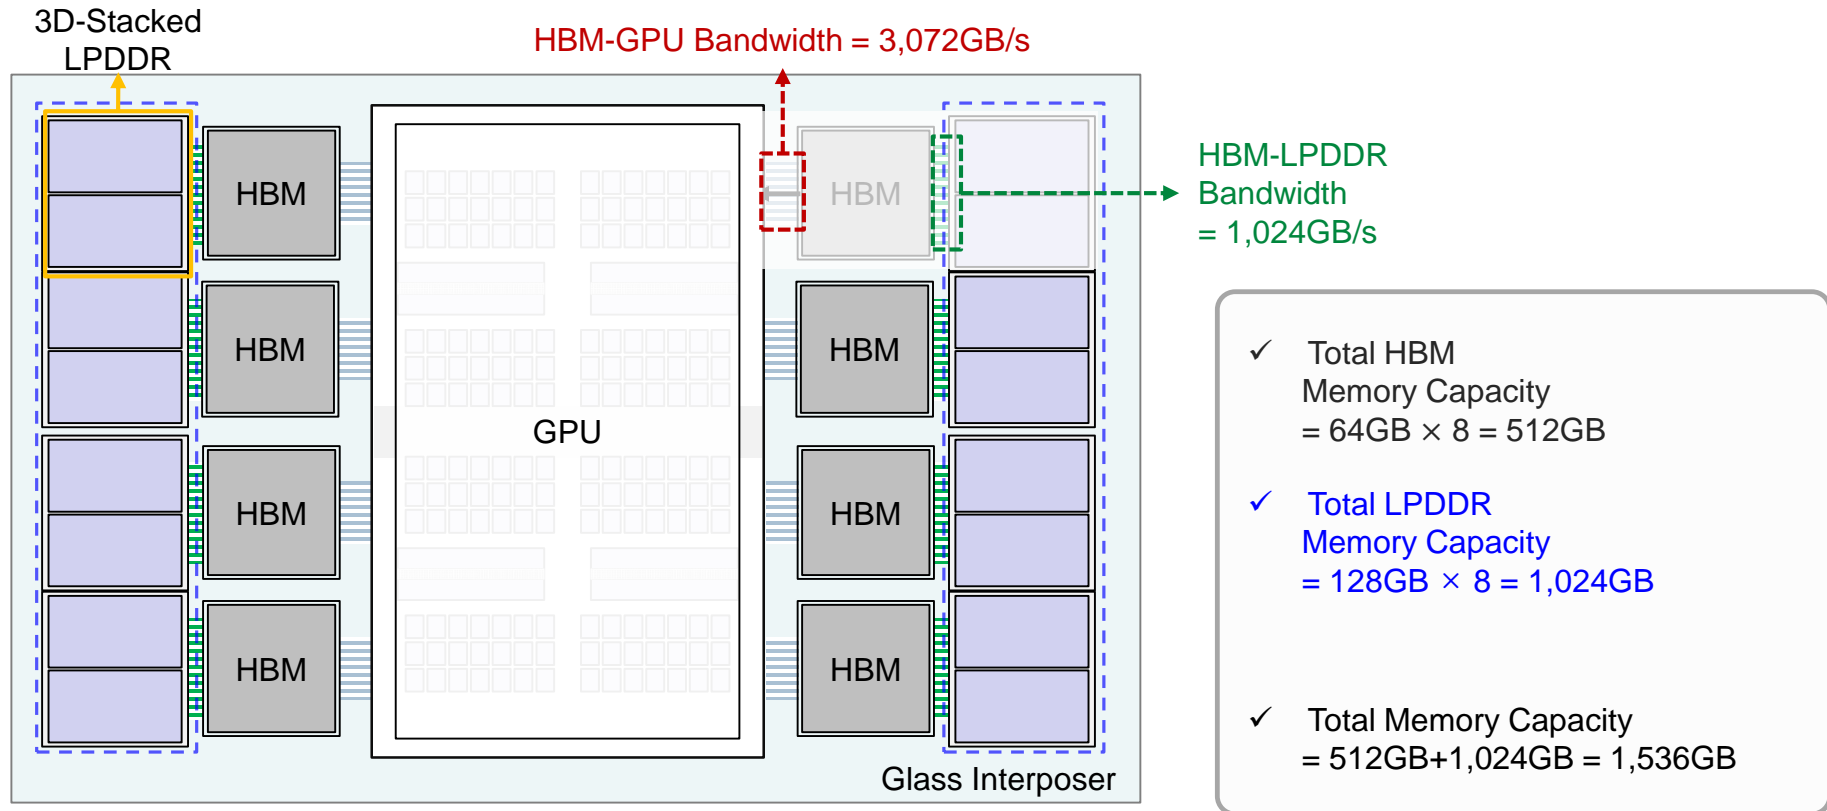 3D-Stacked
LPDDR
HBM-GPU Bandwidth = 3,072GB/s
HBM
HBM
HBM
HBM
GPU
HBM
HBM
HBM
HBM
HBM-LPDDR
Bandwidth
= 1,024GB/s
Glass Interposer
✓ Total HBM
Memory Capacity
= 64GB × 8 = 512GB
✓ Total LPDDR
Memory Capacity
= 128GB × 8 = 1,024GB
✓ Total Memory Capacity
= 512GB+1,024GB = 1,536GB